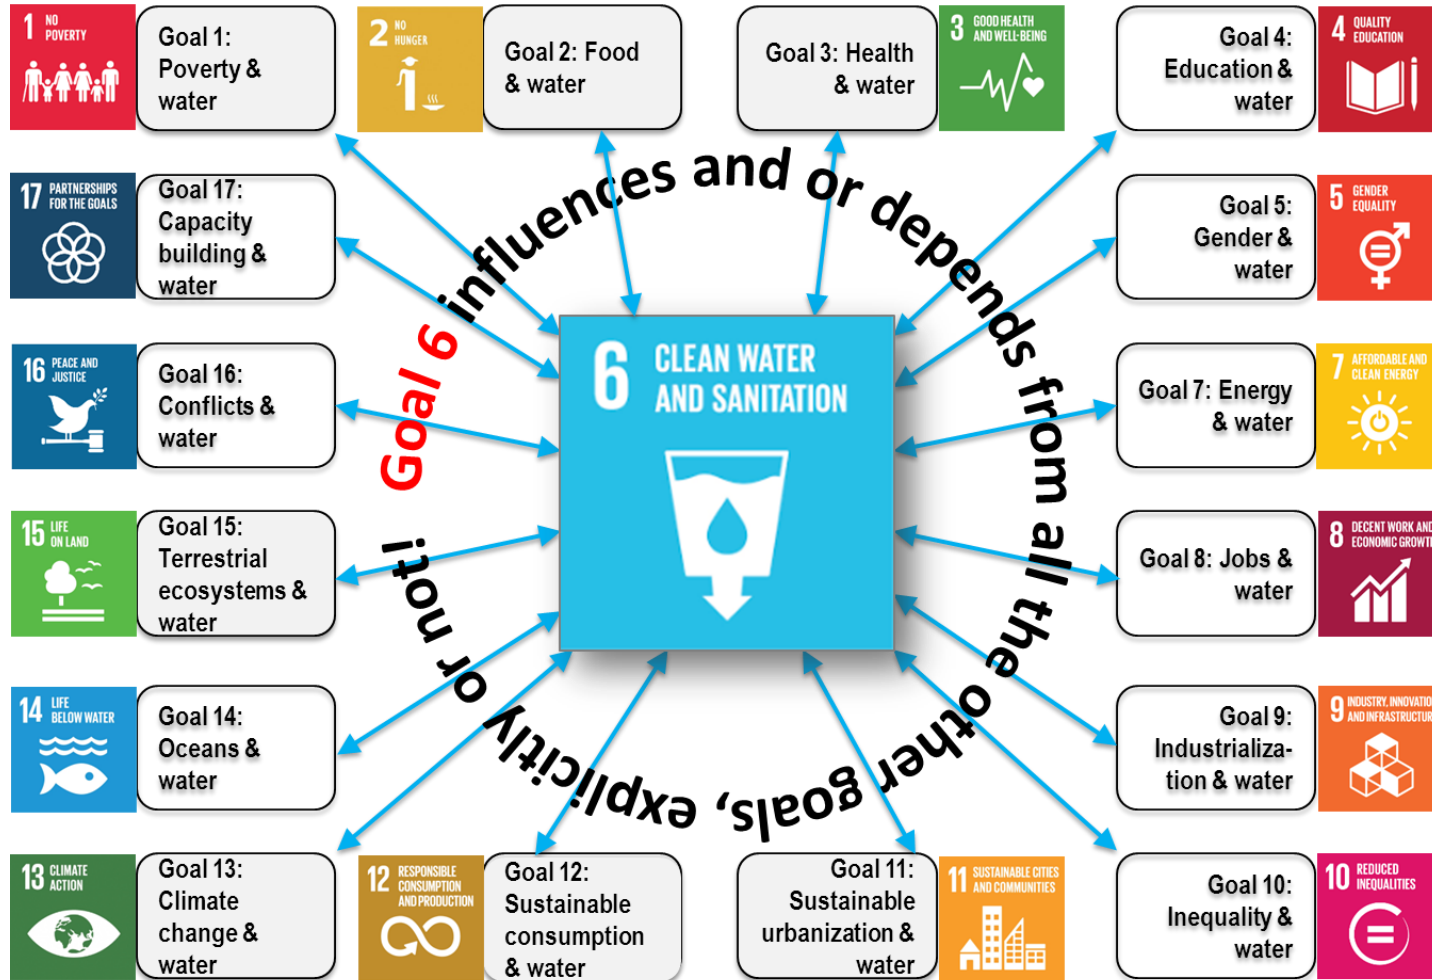 1 NO
POVERTY
Goal 1:
Poverty &
water
2 NO
HUNGER
Goal 2: Food
& water
Goal 3: Health
& water
3 GOOD HEALTH
AND WELL-BEING
Goal 4:
Education &
water
4 QUALITY
EDUCATION
17 PARTNERSHIPS
FOR THE GOALS
Goal 17:
Capacity
building &
water
Goal 5:
Gender &
water
5 GENDER
EQUALITY
Goal 6 influences and or depends from all the other goals, explicitly or not!
16 PEACE AND
JUSTICE
Goal 16:
Conflicts &
water
6 CLEAN WATER
AND SANITATION
Goal 7: Energy
& water
7 AFFORDABLE AND
CLEAN ENERGY
15 LIFE
ON LAND
Goal 15:
Terrestrial
ecosystems &
water
Goal 8: Jobs &
water
8 DECENT WORK AND
ECONOMIC GROWTH
14 LIFE
BELOW WATER
Goal 14:
Oceans &
water
Goal 9:
Industrializa-
tion & water
9 INDUSTRY, INNOVATION
AND INFRASTRUCTURE
13 CLIMATE
ACTION
Goal 13:
Climate
change &
water
12 RESPONSIBLE
CONSUMPTION
AND PRODUCTION
Goal 12:
Sustainable
consumption
& water
Goal 11:
Sustainable
urbanization &
water
11 SUSTAINABLE CITIES
AND COMMUNITIES
Goal 10:
Inequality &
water
10 REDUCED
INEQUALITIES